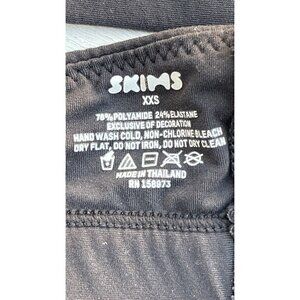 SKIMS
XXS
76% POLYAMIDE 24% ELASTANE
EXCLUSIVE OF DECORATION
HAND WASH COLD, NON-CHLORINE BLEACH
DRY FLAT, DO NOT IRON, DO NOT DRY CLEAN
MADE IN THAILAND
RN 158973